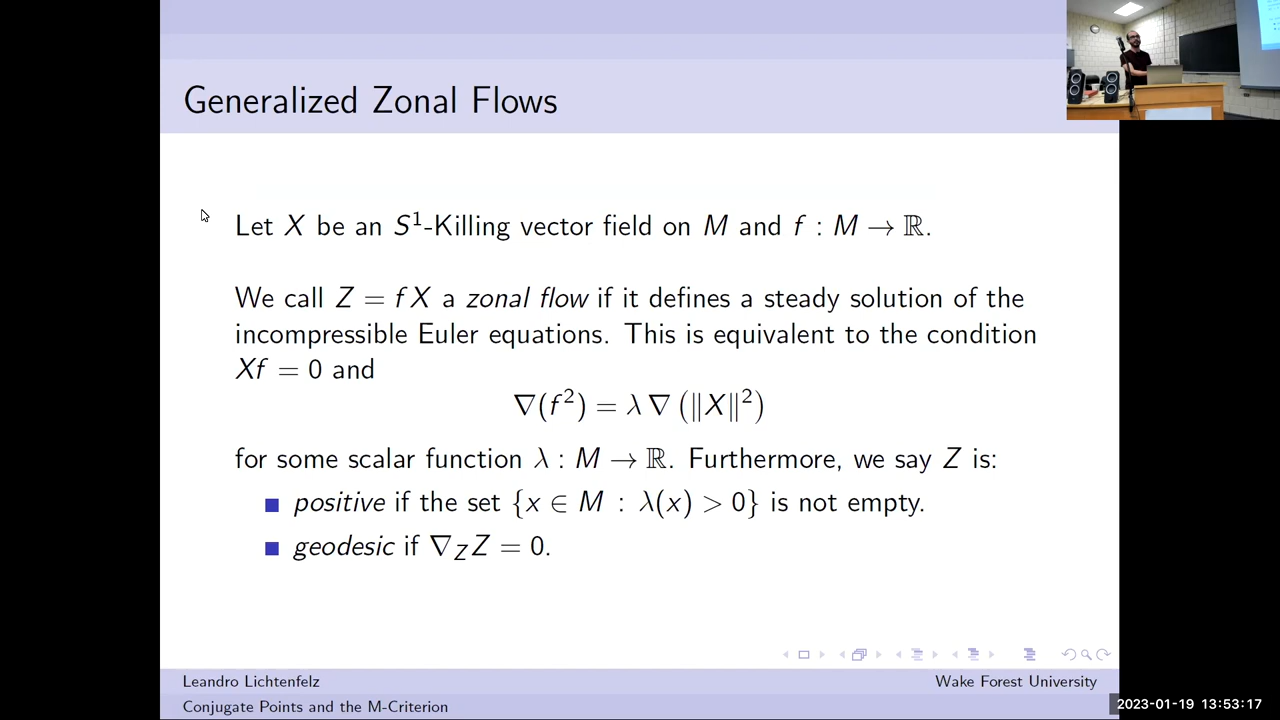 Generalized Zonal Flows
Let X be an S¹-Killing vector field on M and f : M → ℝ.
We call Z = f X a zonal flow if it defines a steady solution of the
incompressible Euler equations. This is equivalent to the condition
Xf = 0 and
∇(f²) = λ ∇ (‖X‖²)
for some scalar function λ : M → ℝ. Furthermore, we say Z is:
positive if the set {x ∈ M : λ(x) > 0} is not empty.
geodesic if ∇_Z Z = 0.
Leandro Lichtenfelz
Wake Forest University
Conjugate Points and the M-Criterion
2023-01-19 13:53:17